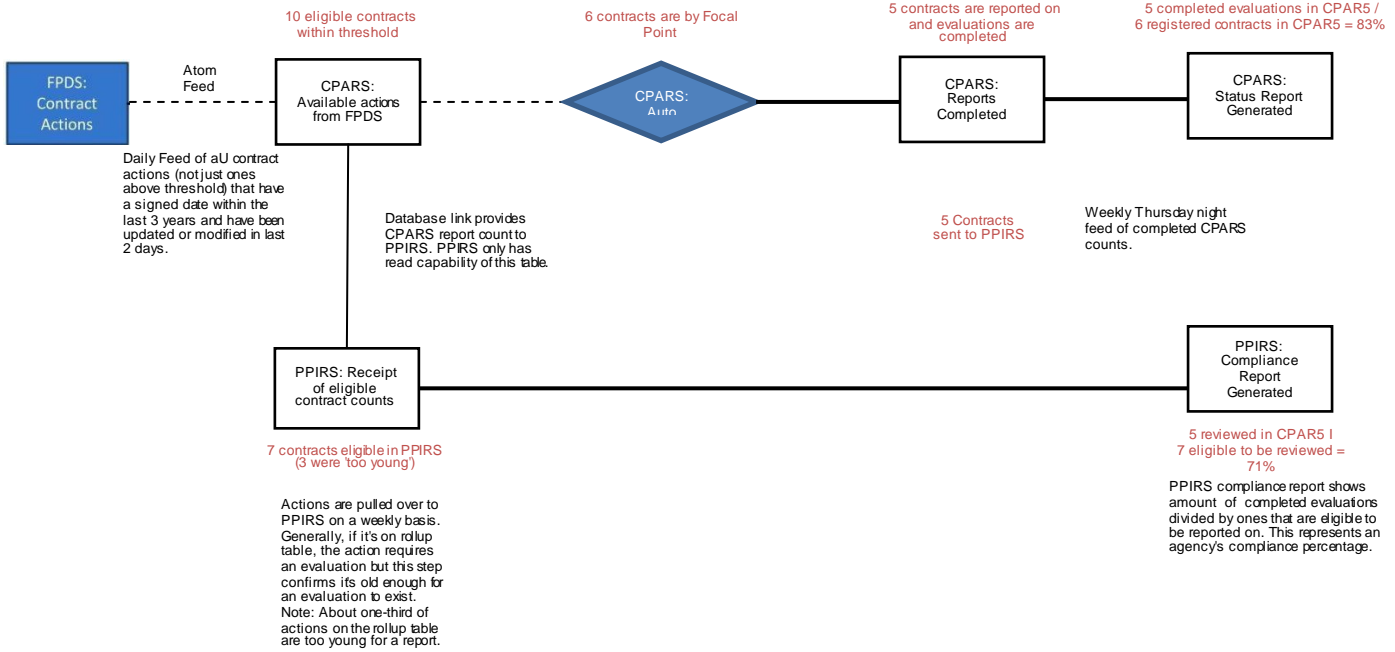 10 eligible contracts
within threshold
6 contracts are by Focal
Point
5 contracts are reported on
and evaluations are
completed
5 completed evaluations in CPAR5 /
6 registered contracts in CPAR5 = 83%
FPDS:
Contract
Actions
Atom
Feed
CPARS:
Available actions
from FPDS
CPARS:
Auto
CPARS:
Reports
Completed
CPARS:
Status Report
Generated
Daily Feed of aU contract
actions (not just ones
above threshold) that have
a signed date within the
last 3 years and have been
updated or modified in last
2 days.
Database link provides
CPARS report count to
PPIRS. PPIRS only has
read capability of this table.
5 Contracts
sent to PPIRS
Weekly Thursday night
feed of completed CPARS
counts.
PPIRS: Receipt
of eligible
contract counts
PPIRS:
Compliance
Report
Generated
7 contracts eligible in PPIRS
(3 were 'too young')
5 reviewed in CPAR5 I
7 eligible to be reviewed =
71%
Actions are pulled over to
PPIRS on a weekly basis.
Generally, if it's on rollup
table, the action requires
an evaluation but this step
confirms it's old enough for
an evaluation to exist.
Note: About one-third of
actions on the rollup table
are too young for a report.
PPIRS compliance report shows
amount of completed evaluations
divided by ones that are eligible to
be reported on. This represents an
agency's compliance percentage.